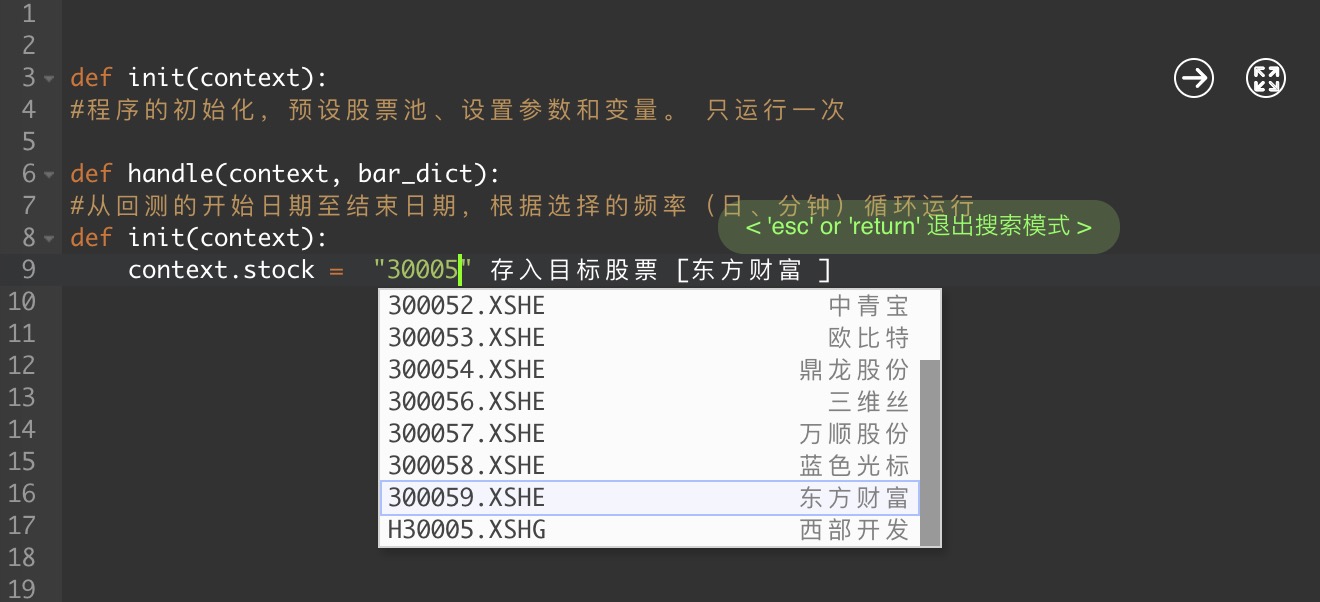 1
2
3 def init(context):
4 #程序的初始化，预设股票池、设置参数和变量。 只运行一次
5
6 def handle(context, bar_dict):
7 #从回测的开始日期至结束日期，根据选择的频率（日、分钟）循环运行
< 'esc' or 'return' 退出搜索模式 >
8 def init(context):
9 context.stock = "30005" 存入目标股票 [东方财富 ]
10 300052.XSHE 中青宝
11 300053.XSHE 欧比特
12 300054.XSHE 鼎龙股份
13 300056.XSHE 三维丝
14 300057.XSHE 万顺股份
15 300058.XSHE 蓝色光标
16 300059.XSHE 东方财富
17 H30005.XSHG 西部开发
18
19